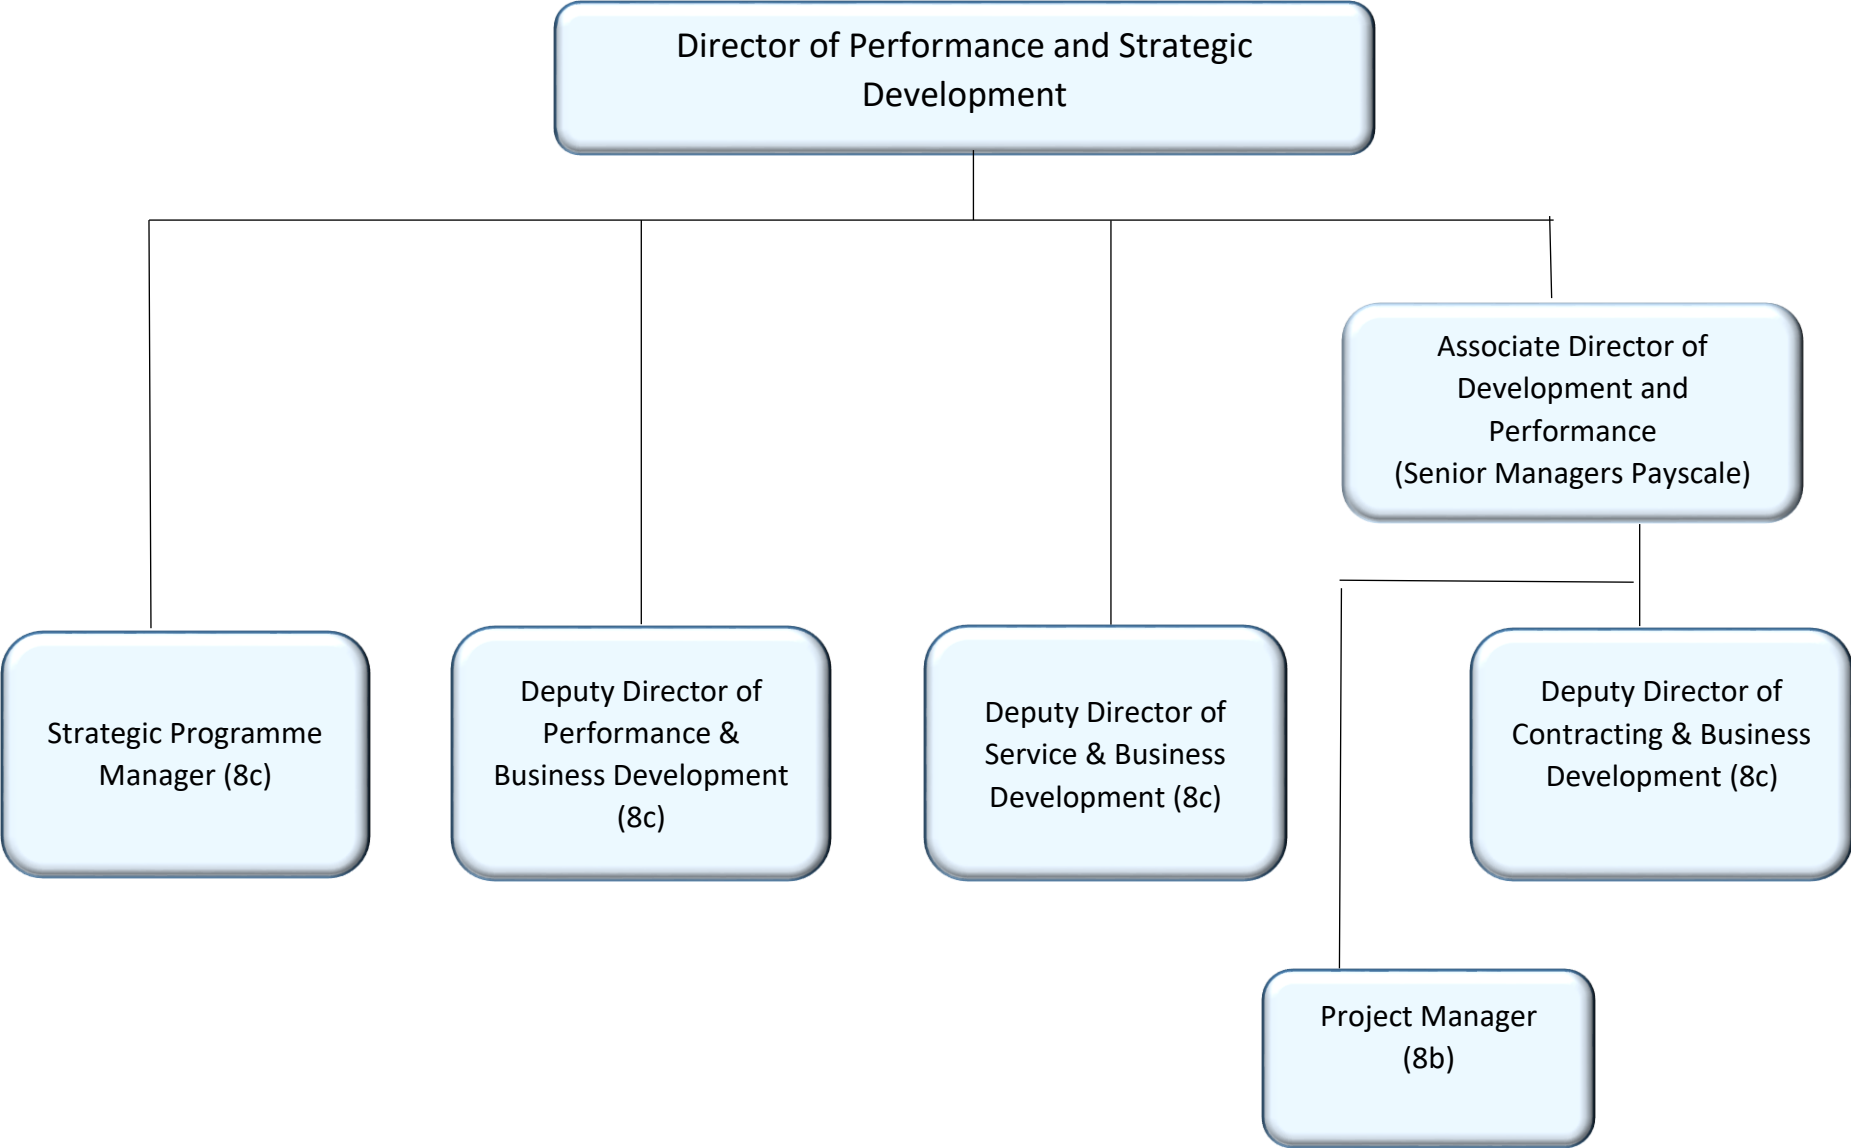 Director of Performance and Strategic
Development
Associate Director of
Development and
Performance
(Senior Managers Payscale)
Strategic Programme
Manager (8c)
Deputy Director of
Performance &
Business Development
(8c)
Deputy Director of
Service & Business
Development (8c)
Deputy Director of
Contracting & Business
Development (8c)
Project Manager
(8b)